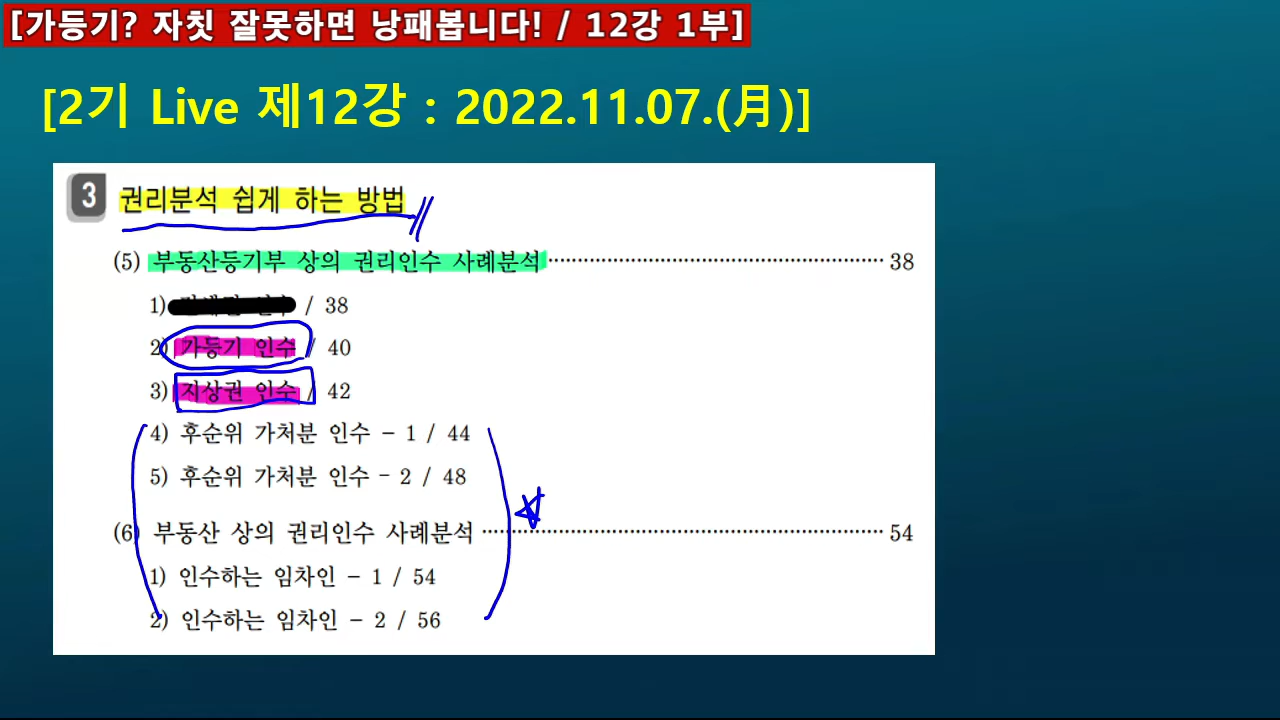 [가등기? 자칫 잘못하면 낭패봅니다! / 12강 1부]
[2기 Live 제12강 : 2022.11.07.(月)]
3 권리분석 쉽게 하는 방법
(5) 부동산등기부 상의 권리인수 사례분석 38
1) / 38
2) 가등기 인수 / 40
3) 지상권 인수 / 42
4) 후순위 가처분 인수 – 1 / 44
5) 후순위 가처분 인수 - 2 / 48
(6) 부동산 상의 권리인수 사례분석 54
1) 인수하는 임차인 – 1 / 54
2) 인수하는 임차인 – 2 / 56